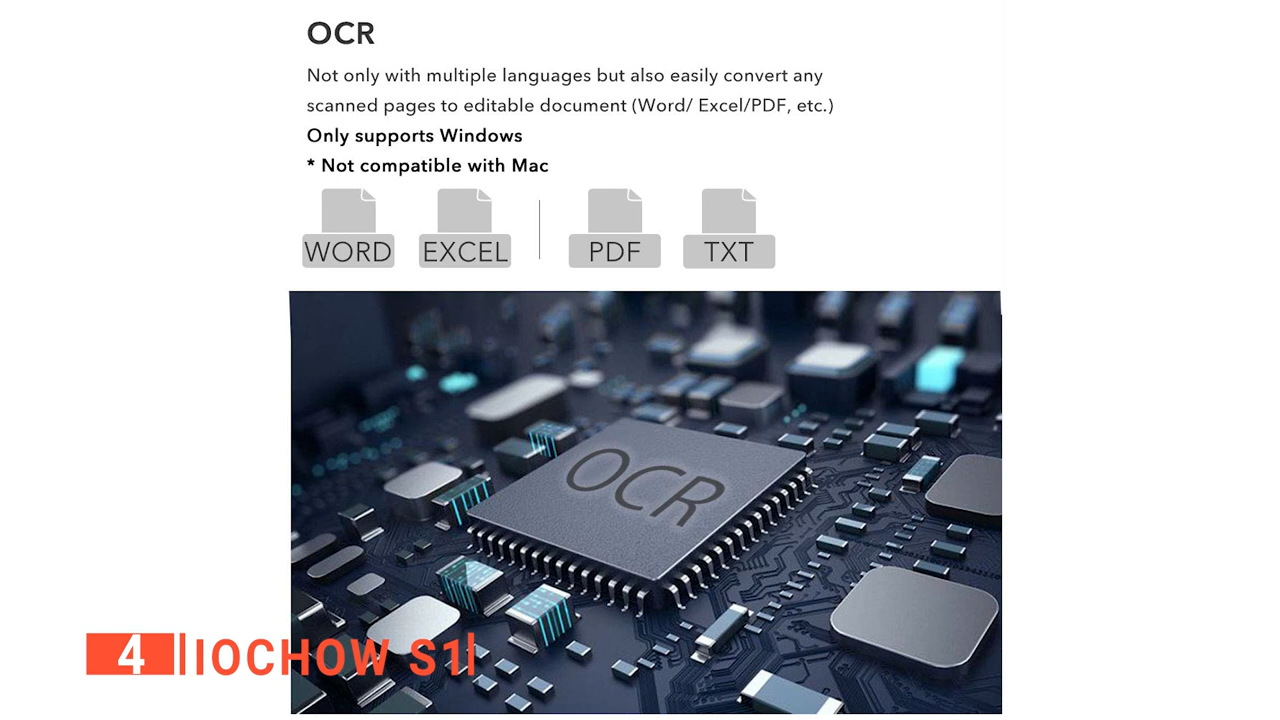 OCR
Not only with multiple languages but also easily convert any
scanned pages to editable document (Word/ Excel/PDF, etc.)
Only supports Windows
* Not compatible with Mac
WORD EXCEL PDF TXT
OCR
4 IOCHOW S1